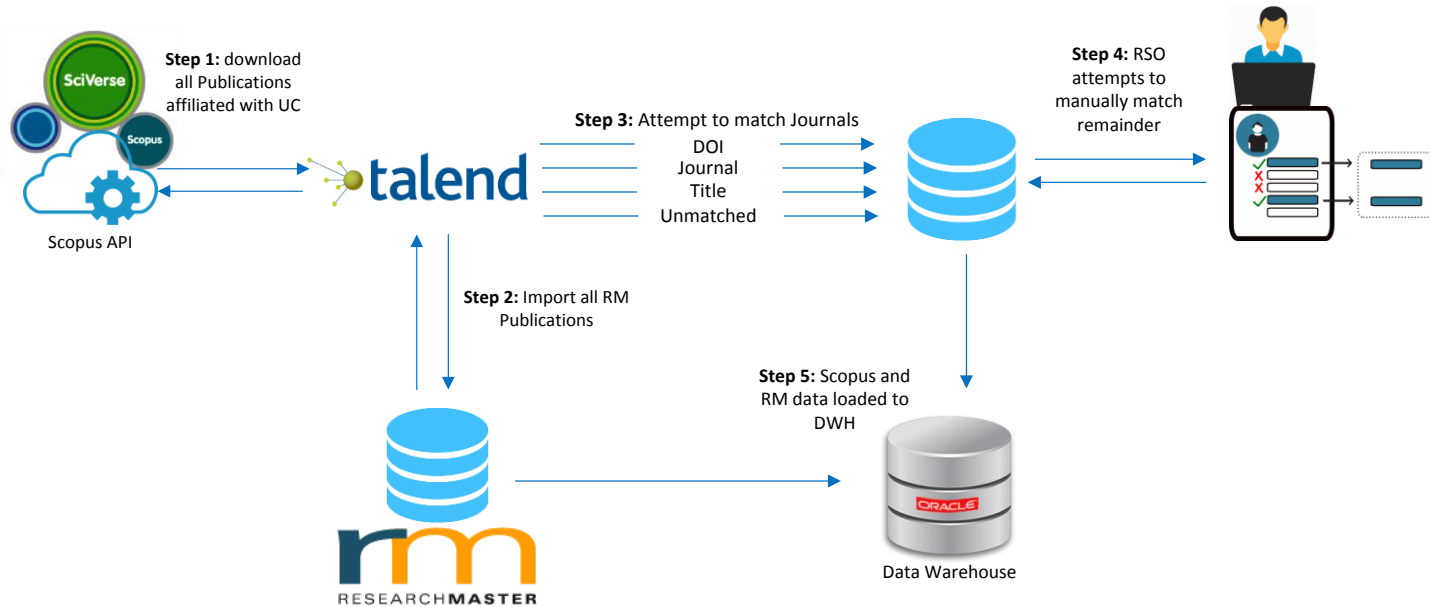 SciVerse
Scopus
Scopus API
Step 1: download
all Publications
affiliated with UC
talend
Step 3: Attempt to match Journals
DOI
Journal
Title
Unmatched
Step 4: RSO
attempts to
manually match
remainder
Step 2: Import all RM
Publications
Step 5: Scopus and
RM data loaded to
DWH
ORACLE
Data Warehouse
rm
RESEARCHMASTER